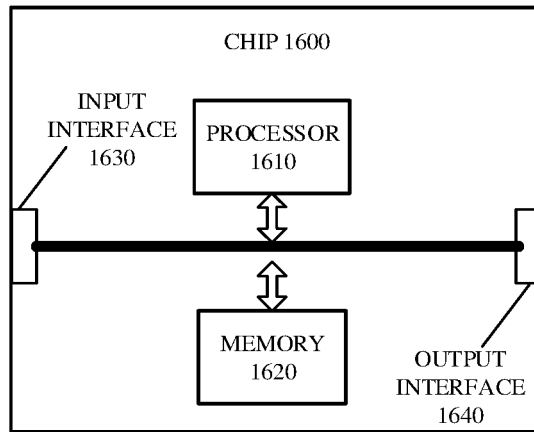 CHIP 1600
INPUT
INTERFACE
1630
PROCESSOR
1610
MEMORY
1620
OUTPUT
INTERFACE
1640